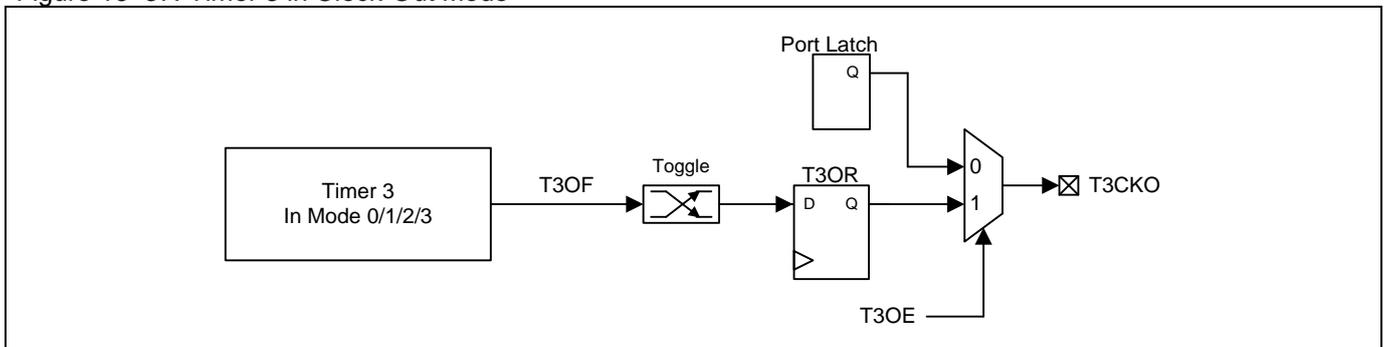 Port Latch
Q
Timer 3
In Mode 0/1/2/3
T3OF
Toggle
T3OR
D
Q
0
1
T3CKO
T3OE